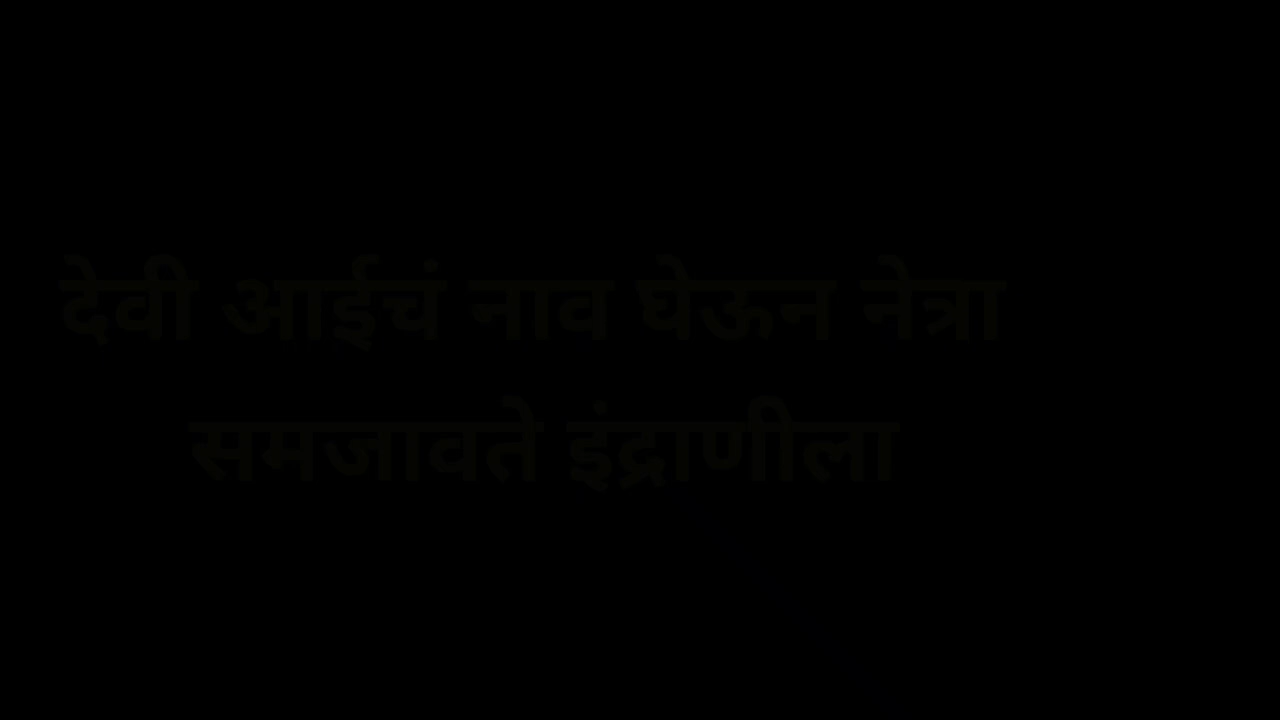 देवी आईचं नाव घेऊन नेत्रा
समजावते इंद्राणीला